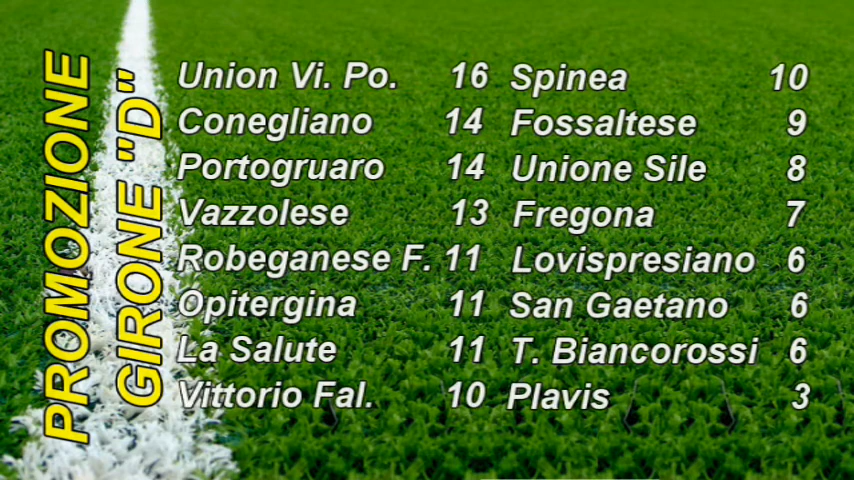 PROMOZIONE
GIRONE "D"
Union Vi. Po. 16
Conegliano 14
Portogruaro 14
Vazzolese 13
Robeganese F. 11
Opitergina 11
La Salute 11
Vittorio Fal. 10
Spinea 10
Fossaltese 9
Unione Sile 8
Fregona 7
Lovispresiano 6
San Gaetano 6
T. Biancorossi 6
Plavis 3